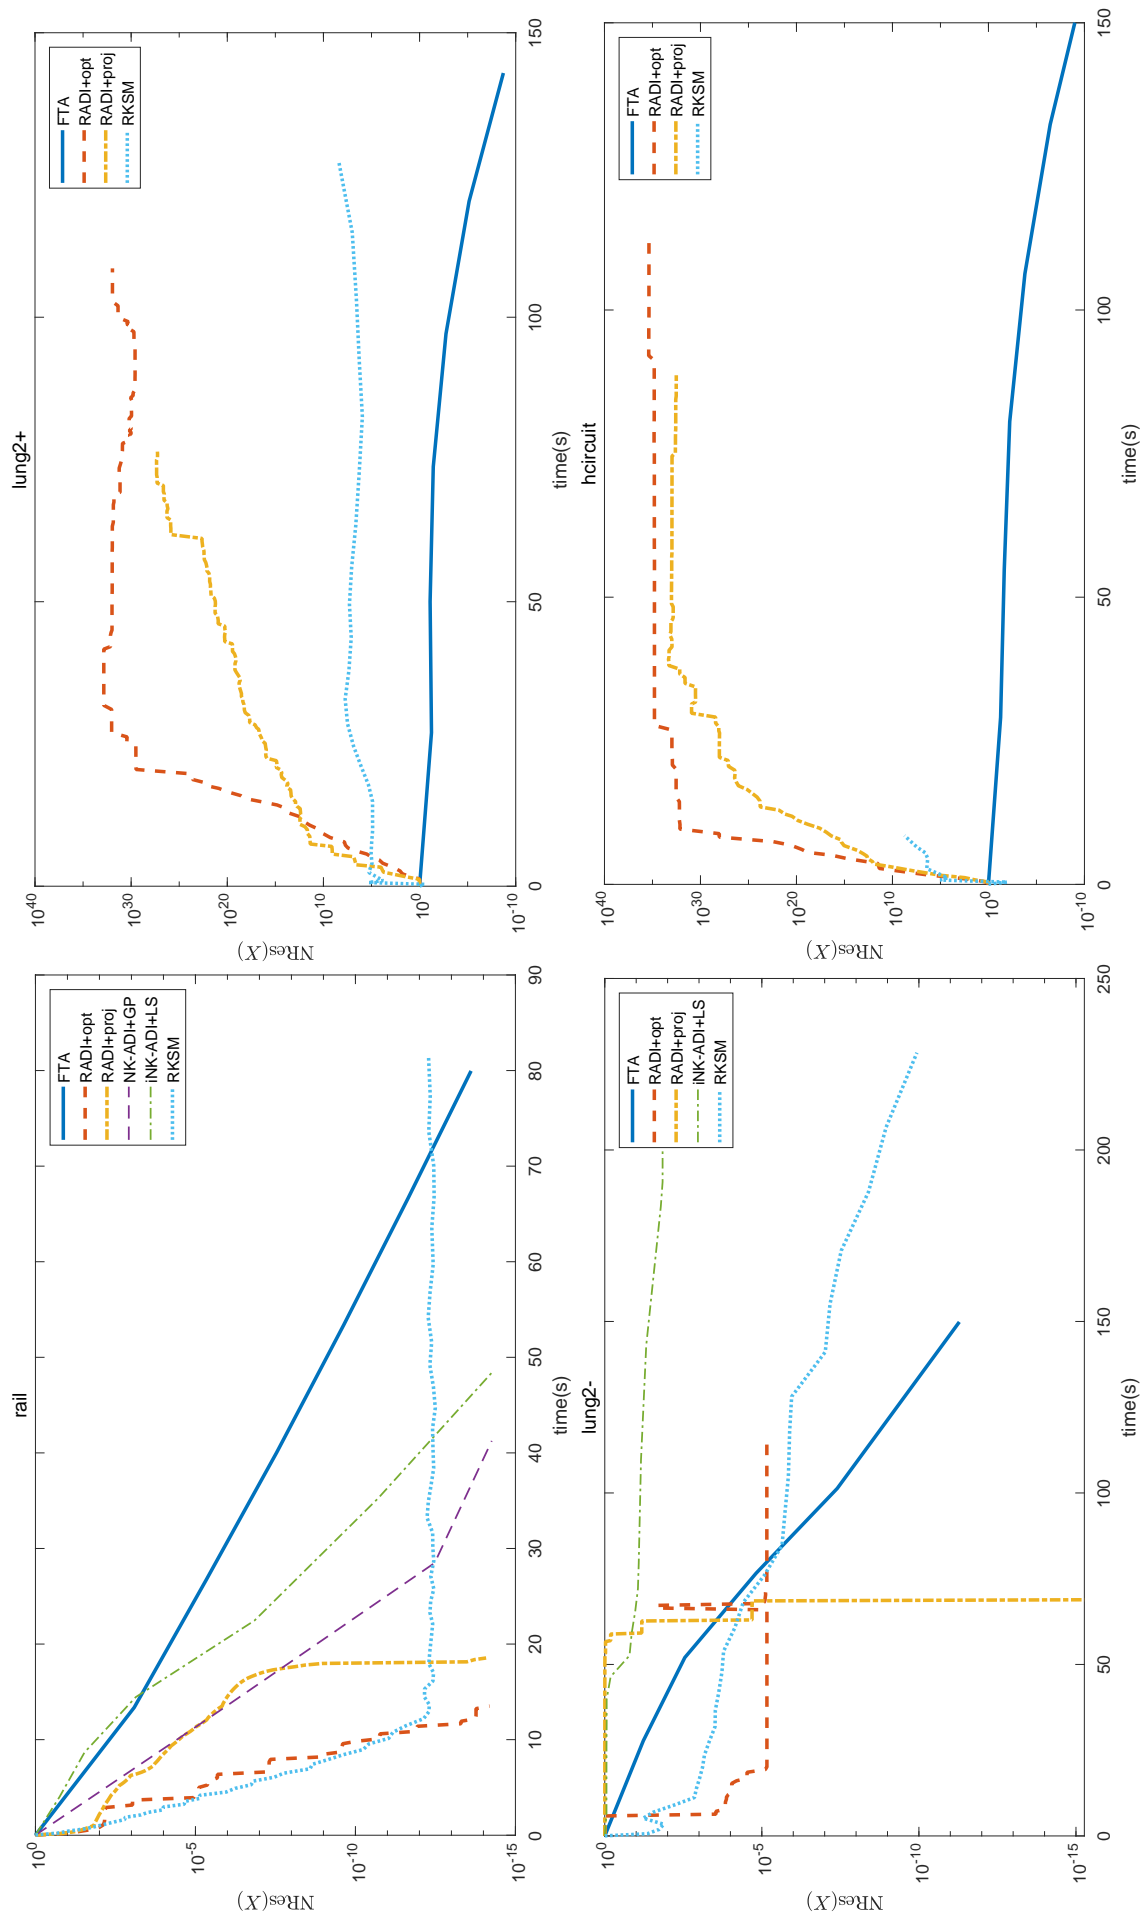 rail
10^0
10^-5
10^-10
10^-15
NRes(X)
0
10
20
30
40
50
60
70
80
90
time(s)
FTA
RADI+opt
RADI+proj
NK-ADI+GP
iNK-ADI+LS
RKSM
lung2+
10^40
10^30
10^20
10^10
10^0
10^-10
NRes(X)
0
50
100
150
time(s)
FTA
RADI+opt
RADI+proj
RKSM
lung2-
10^0
10^-5
10^-10
10^-15
NRes(X)
0
50
100
150
200
250
time(s)
FTA
RADI+opt
RADI+proj
iNK-ADI+LS
RKSM
hcircuit
10^40
10^30
10^20
10^10
10^0
10^-10
NRes(X)
0
50
100
150
time(s)
FTA
RADI+opt
RADI+proj
RKSM